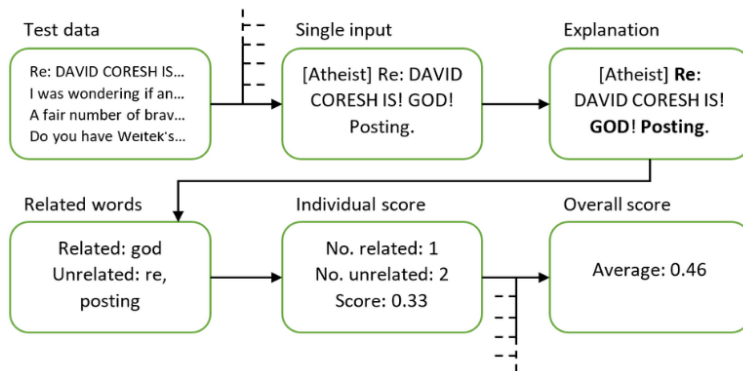 Test data
Re: DAVID CORESH IS...
I was wondering if an...
A fair number of brav...
Do you have Weitek's...
Single input
[Atheist] Re: DAVID
CORESH IS! GOD!
Posting.
Explanation
[Atheist] Re:
DAVID CORESH IS!
GOD! Posting.
Related words
Related: god
Unrelated: re,
posting
Individual score
No. related: 1
No. unrelated: 2
Score: 0.33
Overall score
Average: 0.46